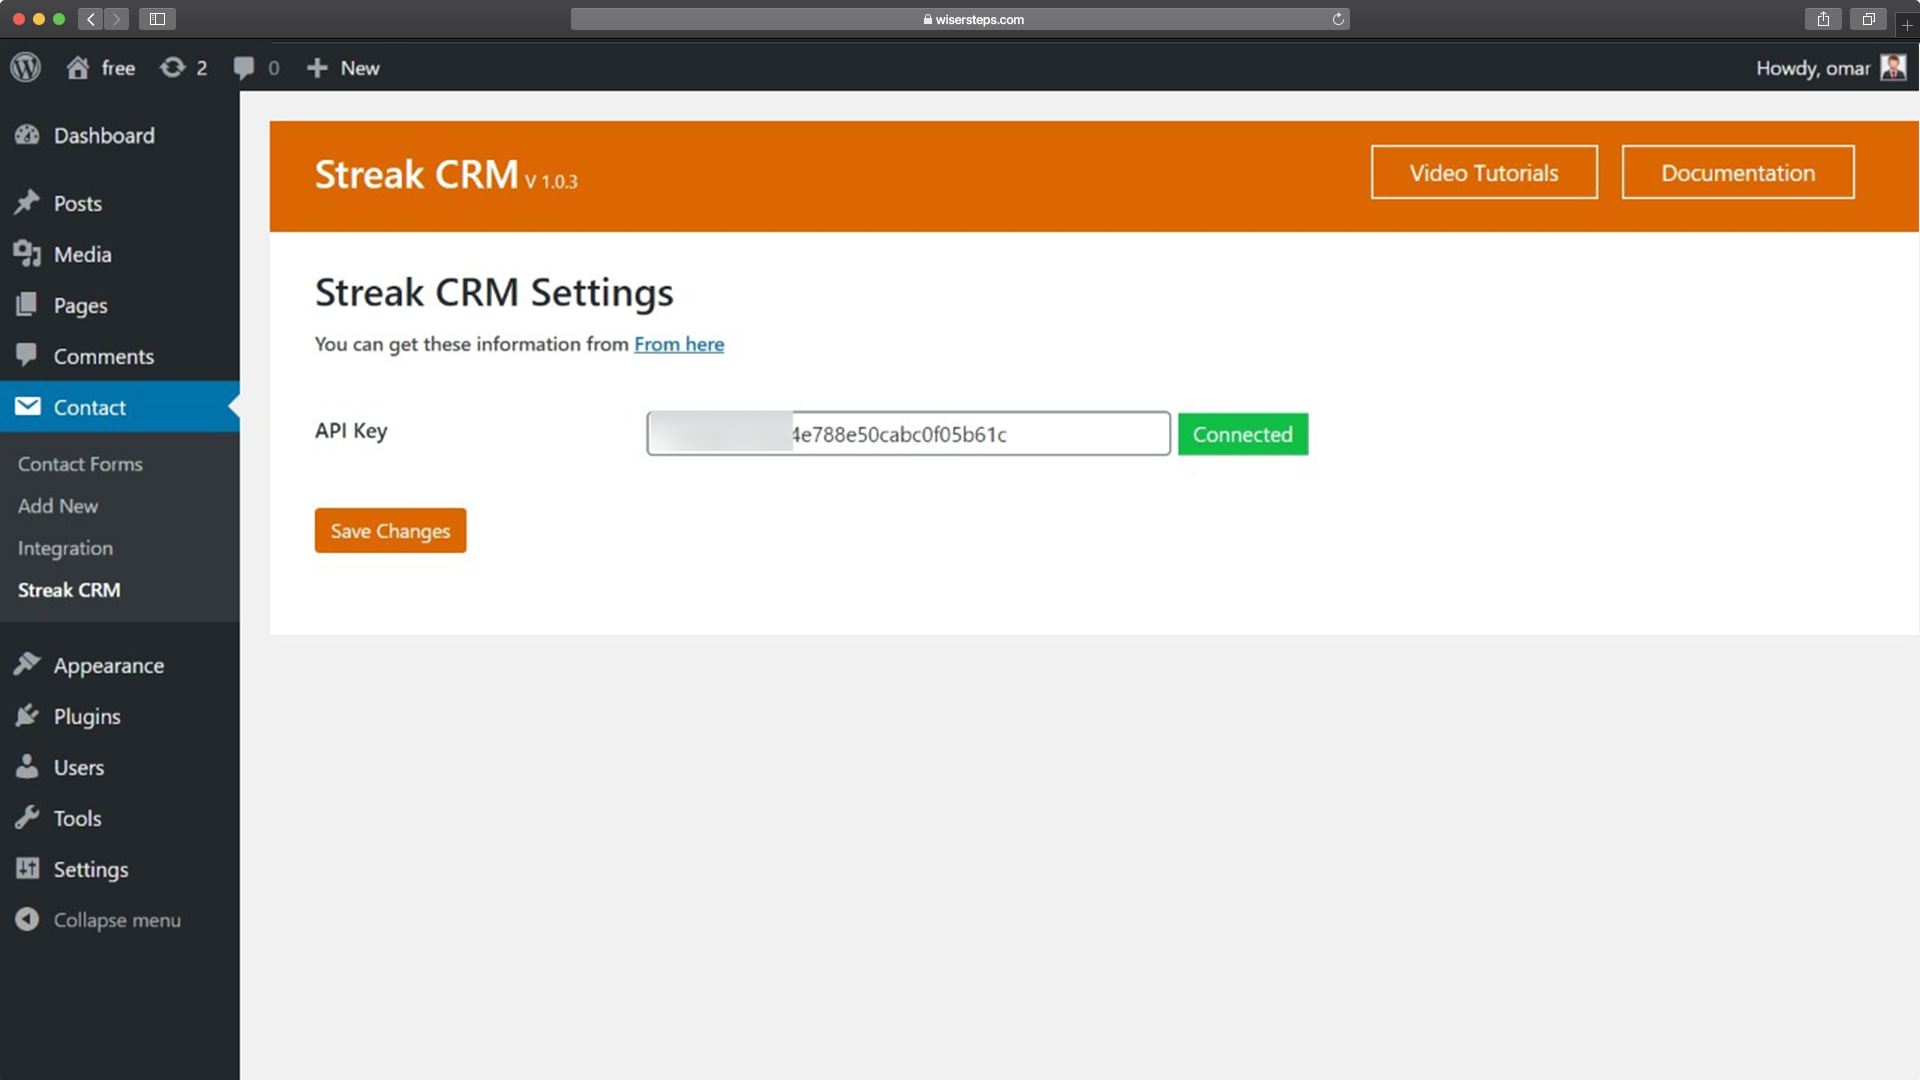 wisersteps.com
free 2 0 New Howdy, omar
Dashboard
Posts
Media
Pages
Comments
Contact
Contact Forms
Add New
Integration
Streak CRM
Appearance
Plugins
Users
Tools
Settings
Collapse menu
Streak CRM V 1.0.3 Video Tutorials Documentation
Streak CRM Settings
You can get these information from From here
API Key 4e788e50cabc0f05b61c Connected
Save Changes